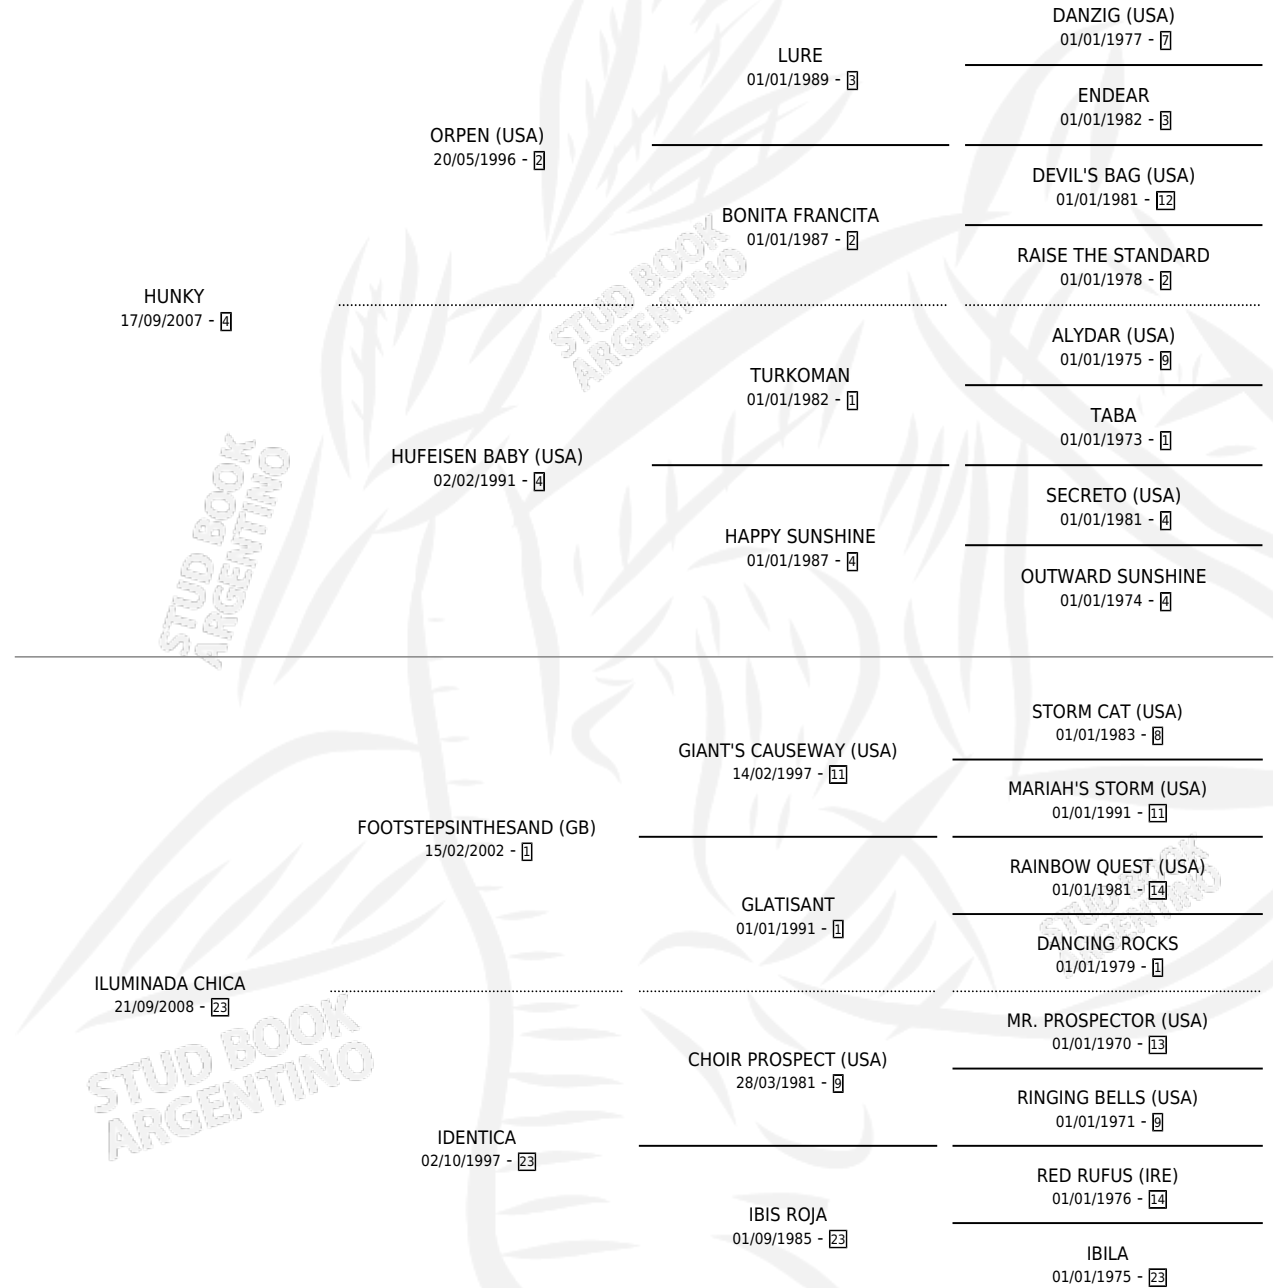 DANZIG (USA)
01/01/1977 - 7
LURE
01/01/1989 - 3
ENDEAR
01/01/1982 - 3
ORPEN (USA)
20/05/1996 - 2
DEVIL'S BAG (USA)
01/01/1981 - 12
BONITA FRANCITA
01/01/1987 - 2
RAISE THE STANDARD
01/01/1978 - 2
HUNKY
17/09/2007 - 4
ALYDAR (USA)
01/01/1975 - 9
TURKOMAN
01/01/1982 - 1
TABA
01/01/1973 - 1
HUFEISEN BABY (USA)
02/02/1991 - 4
SECRETO (USA)
01/01/1981 - 4
HAPPY SUNSHINE
01/01/1987 - 4
OUTWARD SUNSHINE
01/01/1974 - 4
STORM CAT (USA)
01/01/1983 - 8
GIANT'S CAUSEWAY (USA)
14/02/1997 - 11
MARIAH'S STORM (USA)
01/01/1991 - 11
FOOTSTEPSINTHESAND (GB)
15/02/2002 - 1
RAINBOW QUEST (USA)
01/01/1981 - 14
GLATISANT
01/01/1991 - 1
DANCING ROCKS
01/01/1979 - 1
ILUMINADA CHICA
21/09/2008 - 23
MR. PROSPECTOR (USA)
01/01/1970 - 13
CHOIR PROSPECT (USA)
28/03/1981 - 9
RINGING BELLS (USA)
01/01/1971 - 9
IDENTICA
02/10/1997 - 23
RED RUFUS (IRE)
01/01/1976 - 14
IBIS ROJA
01/09/1985 - 23
IBILA
01/01/1975 - 23
STUD BOOK
ARGENTINO
STUD BOOK
ARGENTINO
STUD BOOK
ARGENTINO
STUD BOOK
ARGENTINO